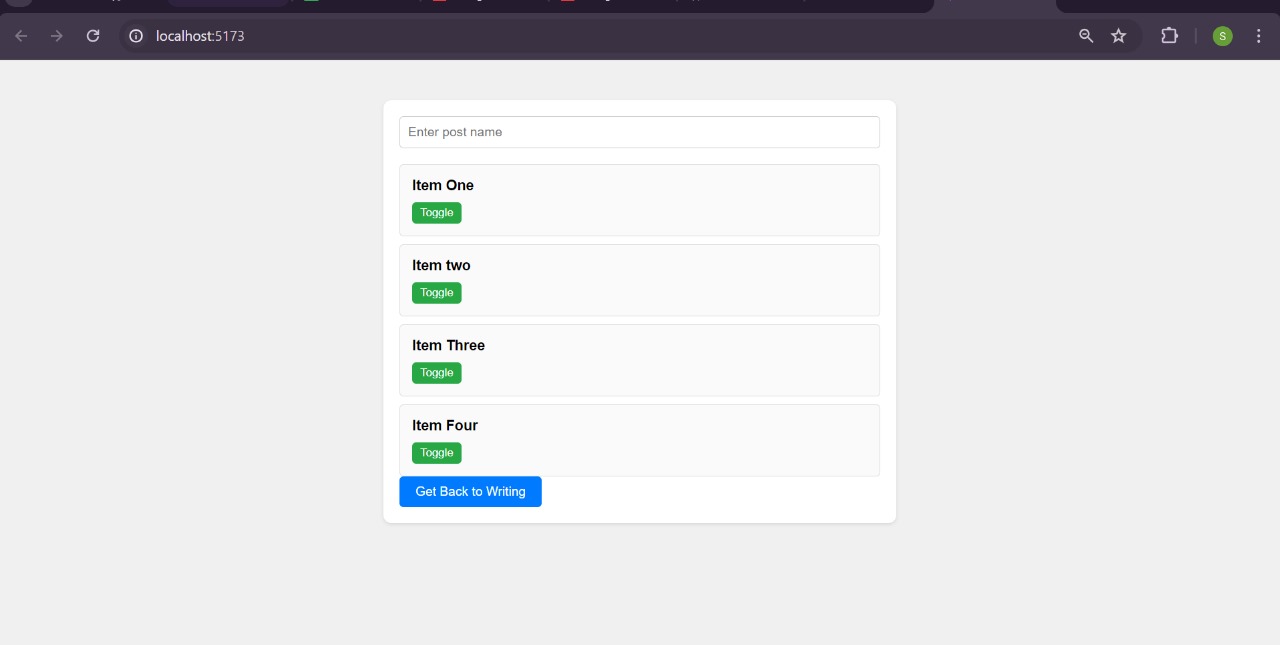 localhost:5173
S
Enter post name
Item One
Toggle
Item two
Toggle
Item Three
Toggle
Item Four
Toggle
Get Back to Writing